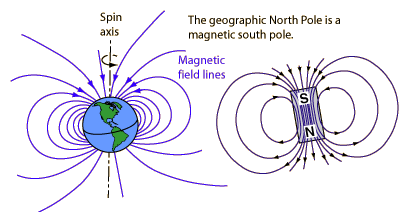 Spin
axis
The geographic North Pole is a
magnetic south pole.
Magnetic
field lines
S
N